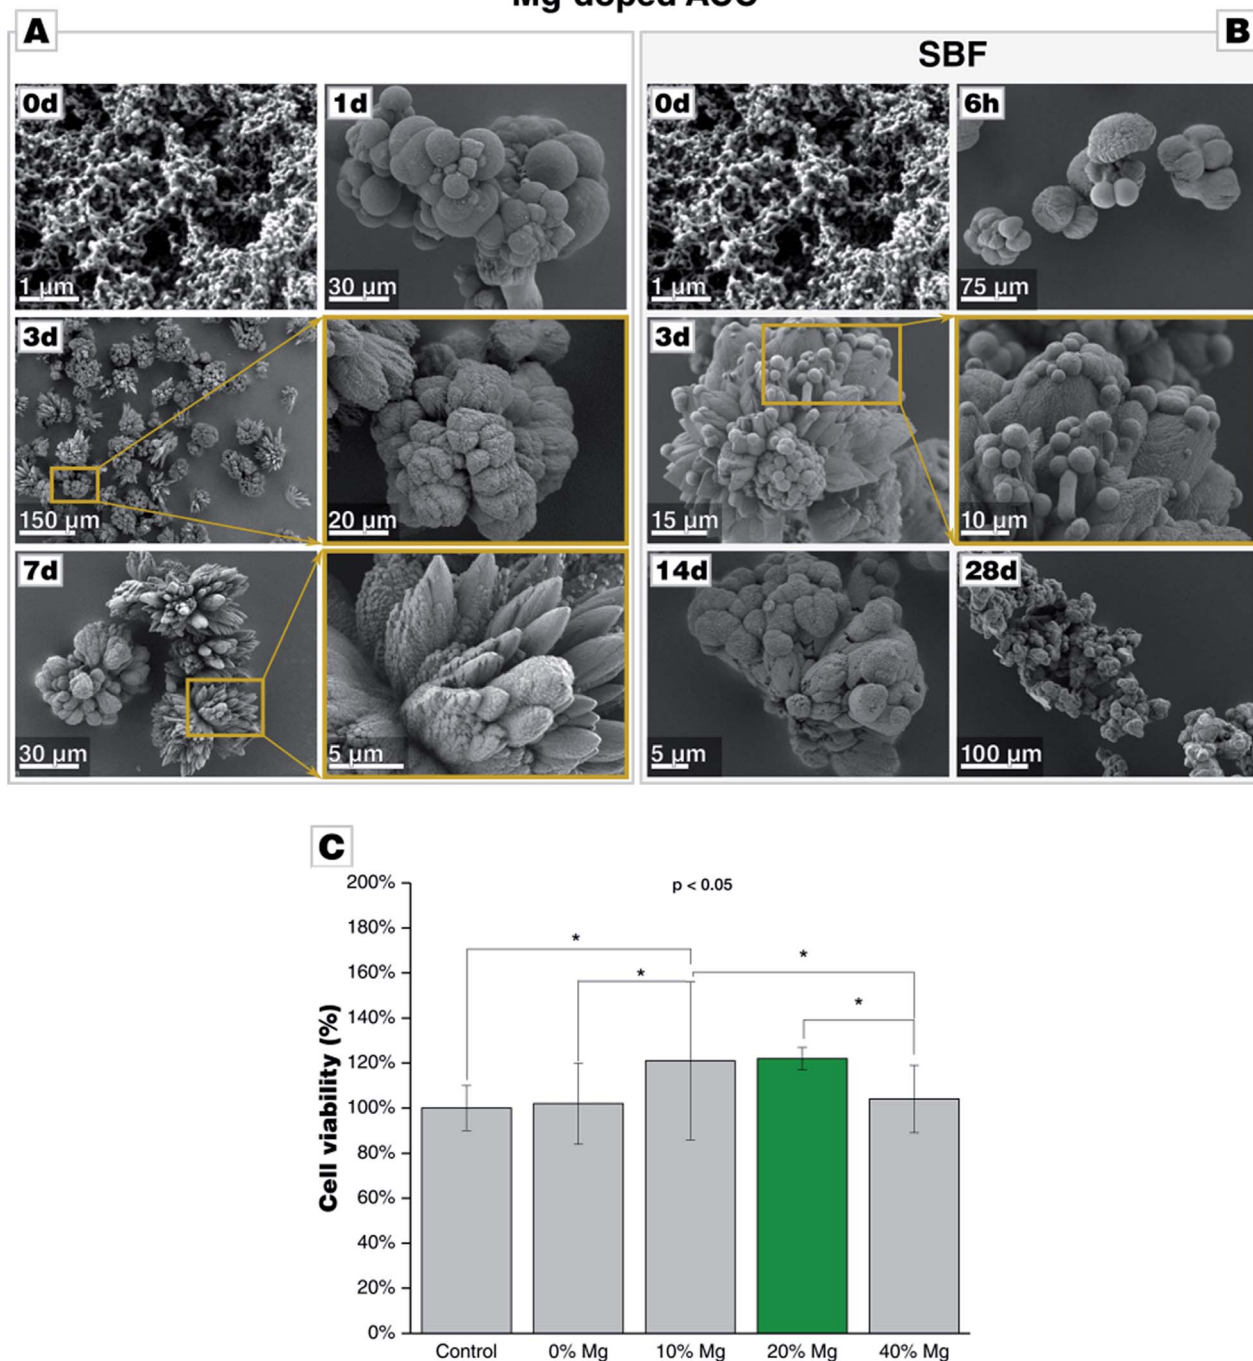 Mg-doped ACC
A
B
SBF
0d
1 µm
1d
30 µm
0d
1 µm
6h
75 µm
3d
150 µm
20 µm
3d
15 µm
10 µm
7d
30 µm
5 µm
14d
5 µm
28d
100 µm
C
p < 0.05
200%
180%
160%
140%
120%
100%
80%
60%
40%
20%
0%
Cell viability (%)
*
*
*
*
Control
0% Mg
10% Mg
20% Mg
40% Mg